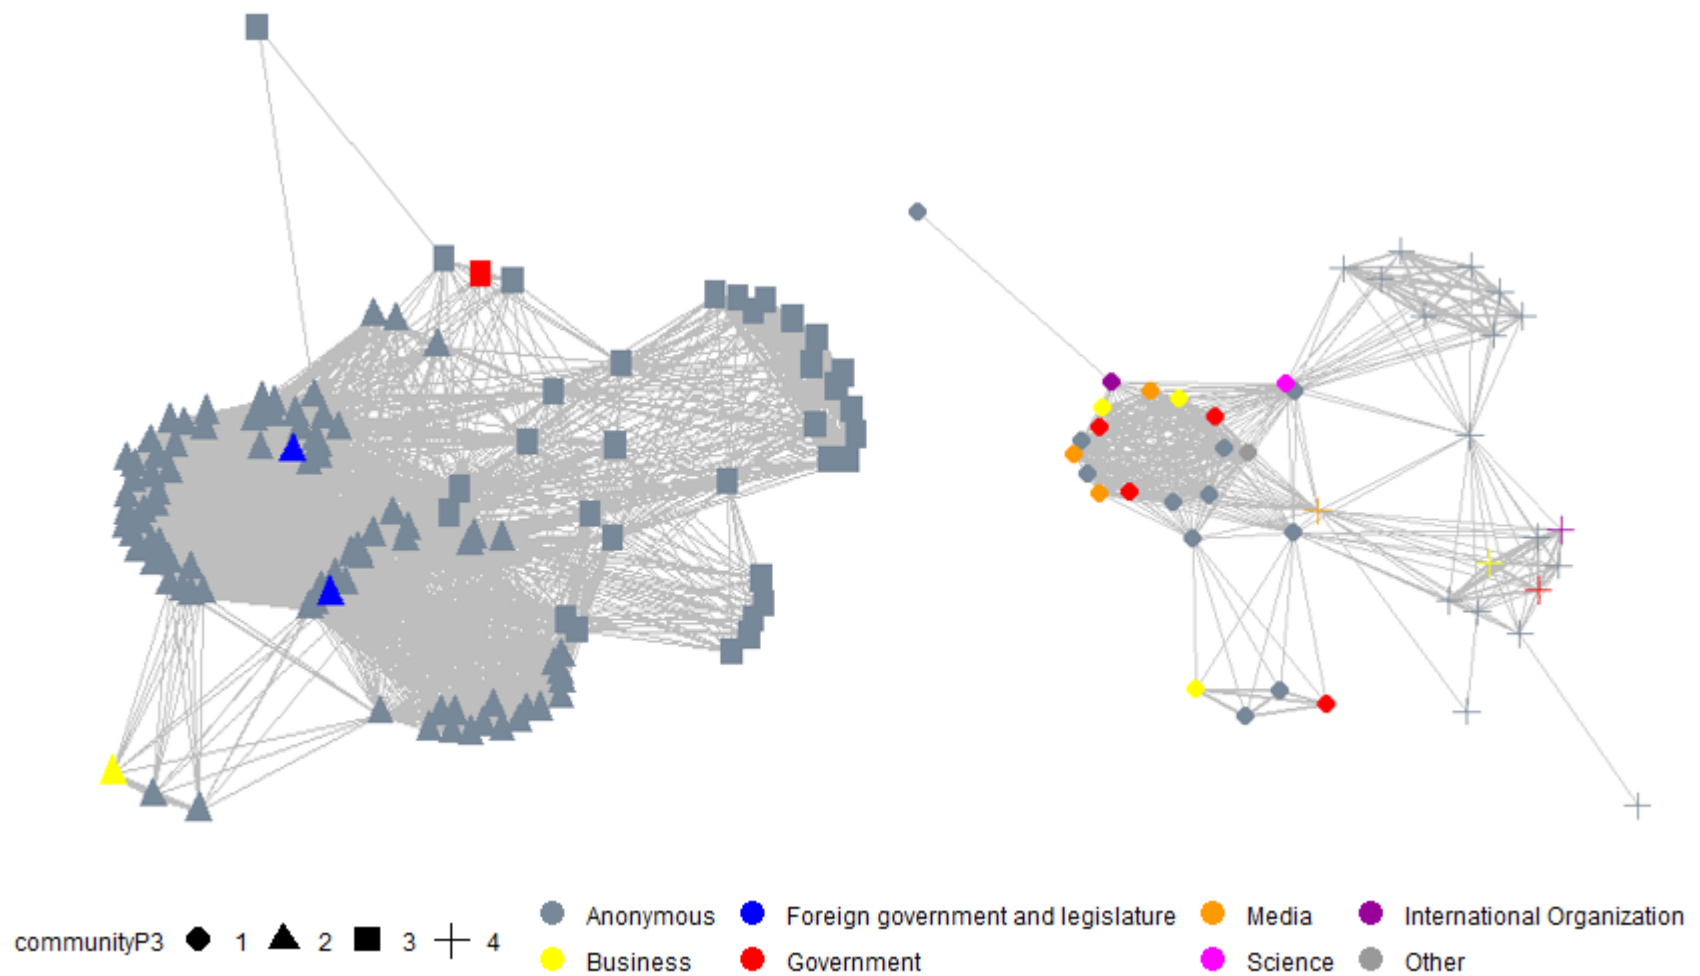 Anonymous Foreign government and legislature Media International Organization
communityP3 1 2 3 4
Business Government Science Other